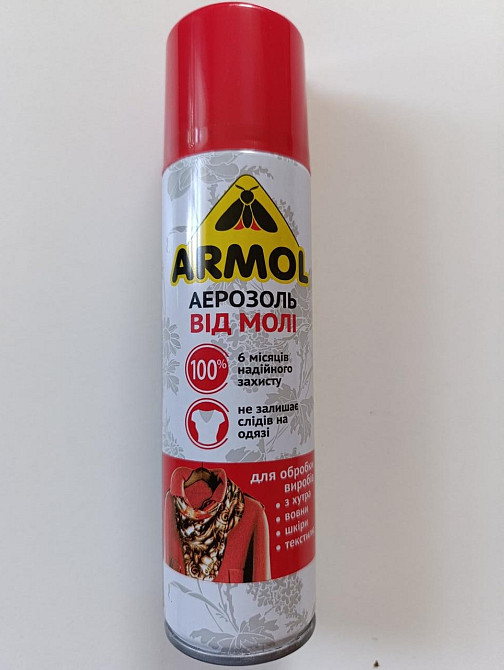 ARMOL
АЕРОЗОЛЬ
ВІД МОЛІ
100%
6 місяців
надійного
захисту
не залишає
слідів на
одязі
для обробки
виробів
• з хутра
• вовни
• шкіри
• текстилю